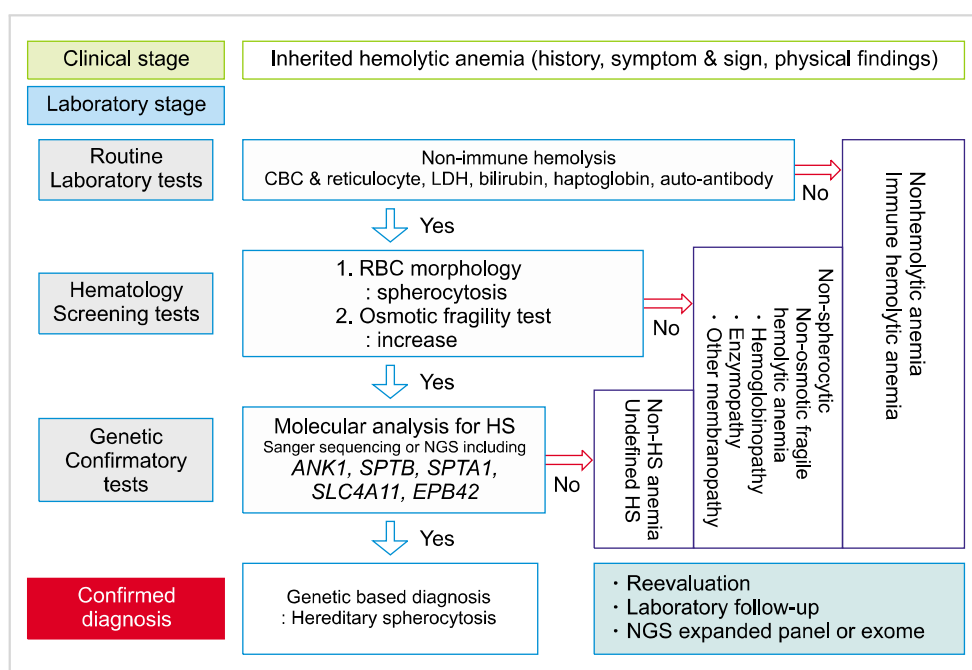 Clinical stage
Inherited hemolytic anemia (history, symptom & sign, physical findings)
Laboratory stage
Routine
Laboratory tests
Non-immune hemolysis
CBC & reticulocyte, LDH, bilirubin, haptoglobin, auto-antibody
No
Nonhemolytic anemia
Immune hemolytic anemia
Yes
Hematology
Screening tests
1. RBC morphology
: spherocytosis
2. Osmotic fragility test
: increase
No
Non-spherocytic
Non-osmotic fragile
hemolytic anemia
· Hemoglobinopathy
· Enzymopathy
· Other membranopathy
Yes
Genetic
Confirmatory
tests
Molecular analysis for HS
Sanger sequencing or NGS including
ANK1, SPTB, SPTA1,
SLC4A11, EPB42
No
Non-HS anemia
Undefined HS
Yes
Confirmed
diagnosis
Genetic based diagnosis
: Hereditary spherocytosis
· Reevaluation
· Laboratory follow-up
· NGS expanded panel or exome